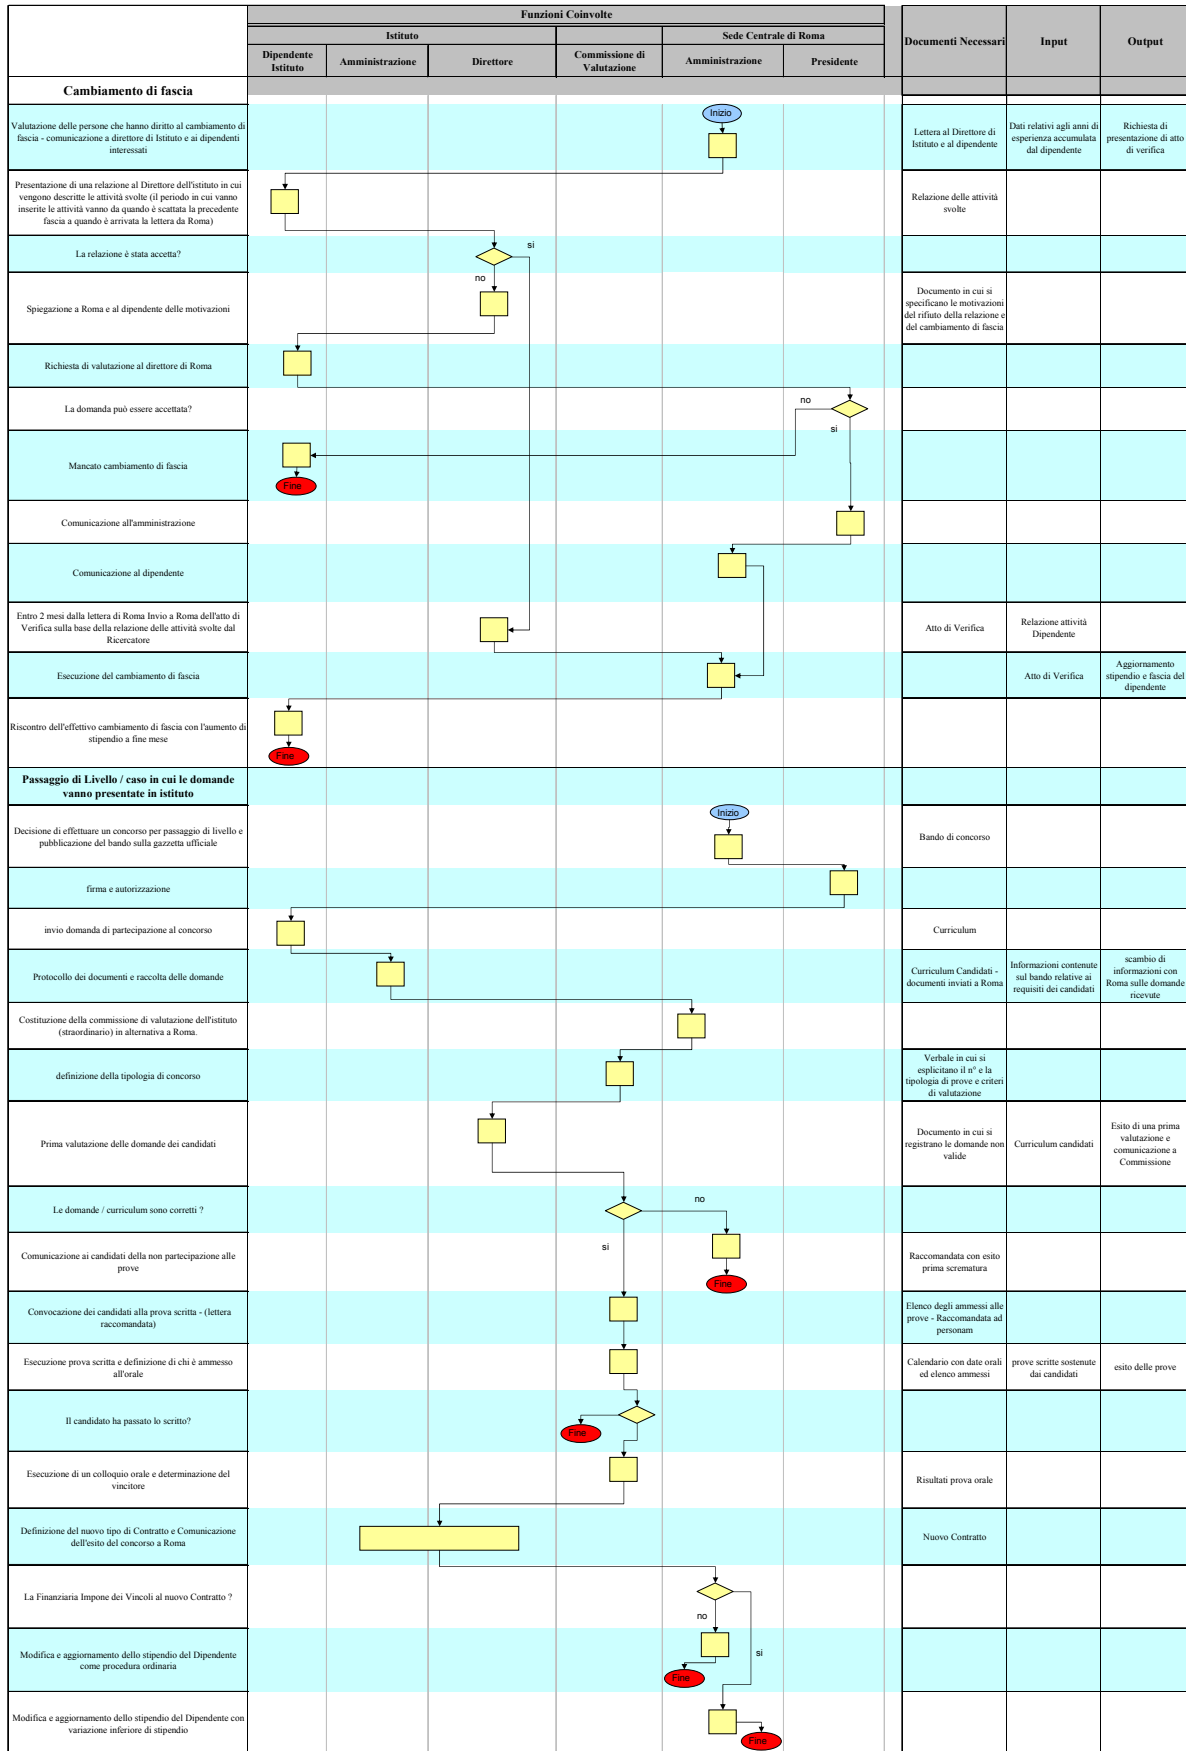 Funzioni Coinvolte
Istituto
Sede Centrale di Roma
Documenti Necessari
Input
Output
Dipendente
Istituto
Amministrazione
Direttore
Commissione di
Valutazione
Amministrazione
Presidente
Cambiamento di fascia
Inizio
Valutazione delle persone che hanno diritto al cambiamento di
fascia - comunicazione a direttore di Istituto e ai dipendenti
interessati
Lettera al Direttore di
Istituto e al dipendente
Dati relativi agli anni di
esperienza accumulata
dal dipendente
Richiesta di
presentazione di atto
di verifica
Presentazione di una relazione al Direttore dell'istituto in cui
vengono descritte le attività svolte (il periodo in cui vanno
inserite le attività vanno da quando è scattata la precedente
fascia a quando è arrivata la lettera da Roma)
Relazione delle attività
svolte
La relazione è stata accetta?
si
no
Spiegazione a Roma e al dipendente delle motivazioni
Documento in cui si
specificano le motivazioni
del rifiuto della relazione e
del cambiamento di fascia
Richiesta di valutazione al direttore di Roma
La domanda può essere accettata?
no
si
Mancato cambiamento di fascia
Fine
Comunicazione all'amministrazione
Comunicazione al dipendente
Entro 2 mesi dalla lettera di Roma Invio a Roma dell'atto di
Verifica sulla base della relazione delle attività svolte dal
Ricercatore
Atto di Verifica
Relazione attività
Dipendente
Esecuzione del cambiamento di fascia
Atto di Verifica
Aggiornamento
stipendio e fascia del
dipendente
Riscontro dell'effettivo cambiamento di fascia con l'aumento di
stipendio a fine mese
Fine
Passaggio di Livello / caso in cui le domande
vanno presentate in istituto
Inizio
Decisione di effettuare un concorso per passaggio di livello e
pubblicazione del bando sulla gazzetta ufficiale
Bando di concorso
firma e autorizzazione
invio domanda di partecipazione al concorso
Curriculum
Protocollo dei documenti e raccolta delle domande
Curriculum Candidati -
documenti inviati a Roma
Informazioni contenute
sul bando relative ai
requisiti dei candidati
scambio di
informazioni con
Roma sulle domande
ricevute
Costituzione della commissione di valutazione dell'istituto
(straordinario) in alternativa a Roma.
definizione della tipologia di concorso
Verbale in cui si
esplicitano il n° e la
tipologia di prove e criteri
di valutazione
Prima valutazione delle domande dei candidati
Documento in cui si
registrano le domande non
valide
Curriculum candidati
Esito di una prima
valutazione e
comunicazione a
Commissione
Le domande / curriculum sono corretti ?
no
si
Comunicazione ai candidati della non partecipazione alle
prove
Fine
Raccomandata con esito
prima scrematura
Convocazione dei candidati alla prova scritta - (lettera
raccomandata)
Elenco degli ammessi alle
prove - Raccomandata ad
personam
Esecuzione prova scritta e definizione di chi è ammesso
all'orale
Calendario con date orali
ed elenco ammessi
prove scritte sostenute
dai candidati
esito delle prove
Il candidato ha passato lo scritto?
Fine
Esecuzione di un colloquio orale e determinazione del
vincitore
Risultati prova orale
Definizione del nuovo tipo di Contratto e Comunicazione
dell'esito del concorso a Roma
Nuovo Contratto
La Finanziaria Impone dei Vincoli al nuovo Contratto ?
no
si
Modifica e aggiornamento dello stipendio del Dipendente
come procedura ordinaria
Fine
Modifica e aggiornamento dello stipendio del Dipendente con
variazione inferiore di stipendio
Fine